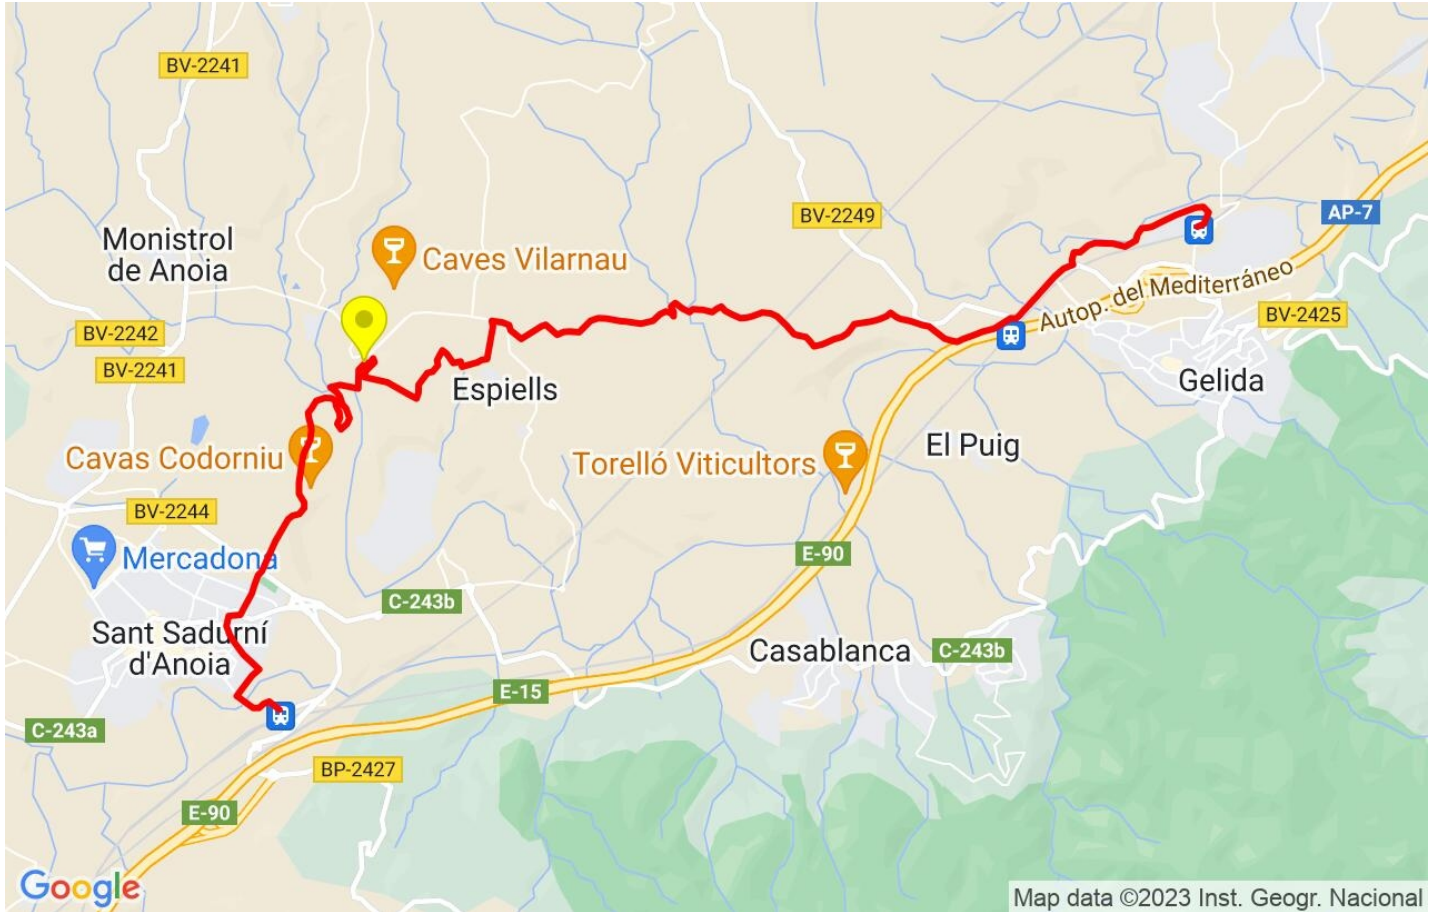 BV-2241
BV-2249
AP-7
Monistrol
de Anoia
Caves Vilarnau
Autop. del Mediterráneo
BV-2425
BV-2242
BV-2241
Espiells
Gelida
Cavas Codorniu
Torelló Viticultors
El Puig
BV-2244
Mercadona
E-90
C-243b
Sant Sadurní
d'Anoia
Casablanca
C-243b
E-15
C-243a
BP-2427
E-90
Google
Map data ©2023 Inst. Geogr. Nacional